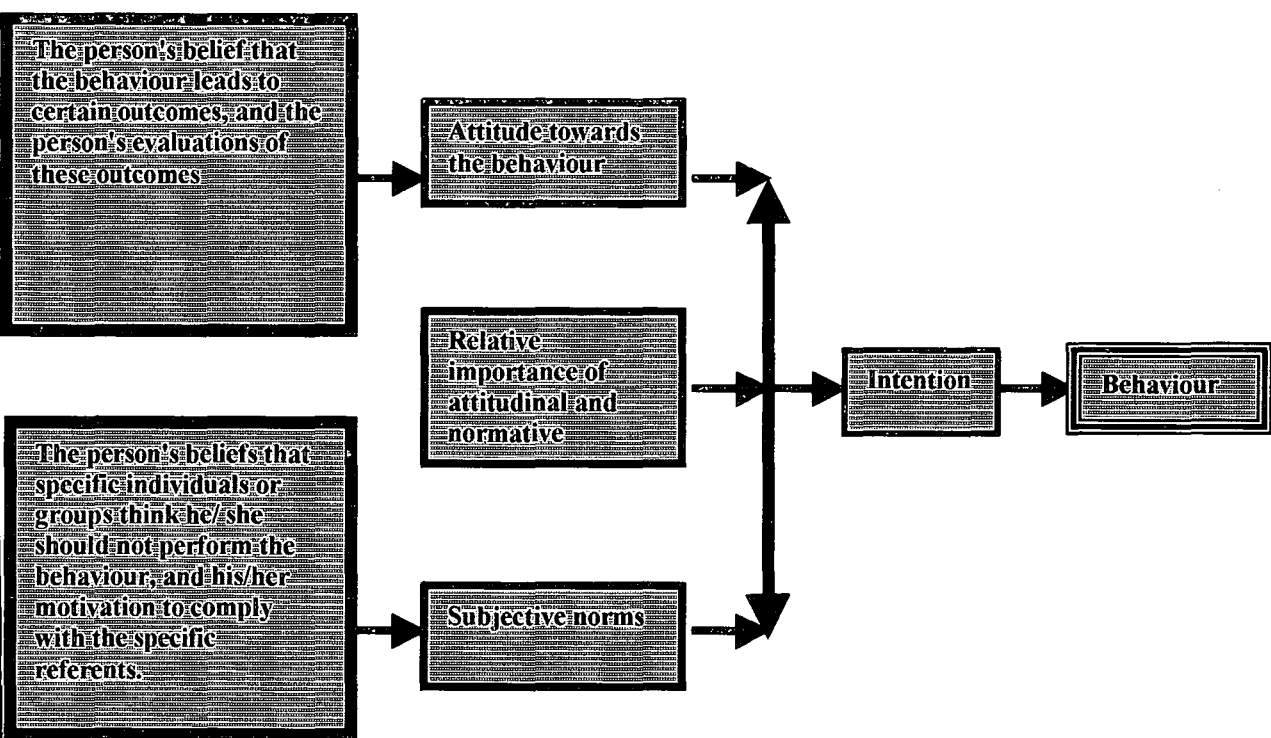 The person's belief that
the behaviour leads to
certain outcomes, and the
person's evaluations of
these outcomes
Attitude towards
the behaviour
Relative
importance of
attitudinal and
normative
Intention
Behaviour
The person's beliefs that
specific individuals or
groups think he/ she
should not perform the
behaviour, and his/her
motivation to comply
with the specific
referents.
Subjective norms